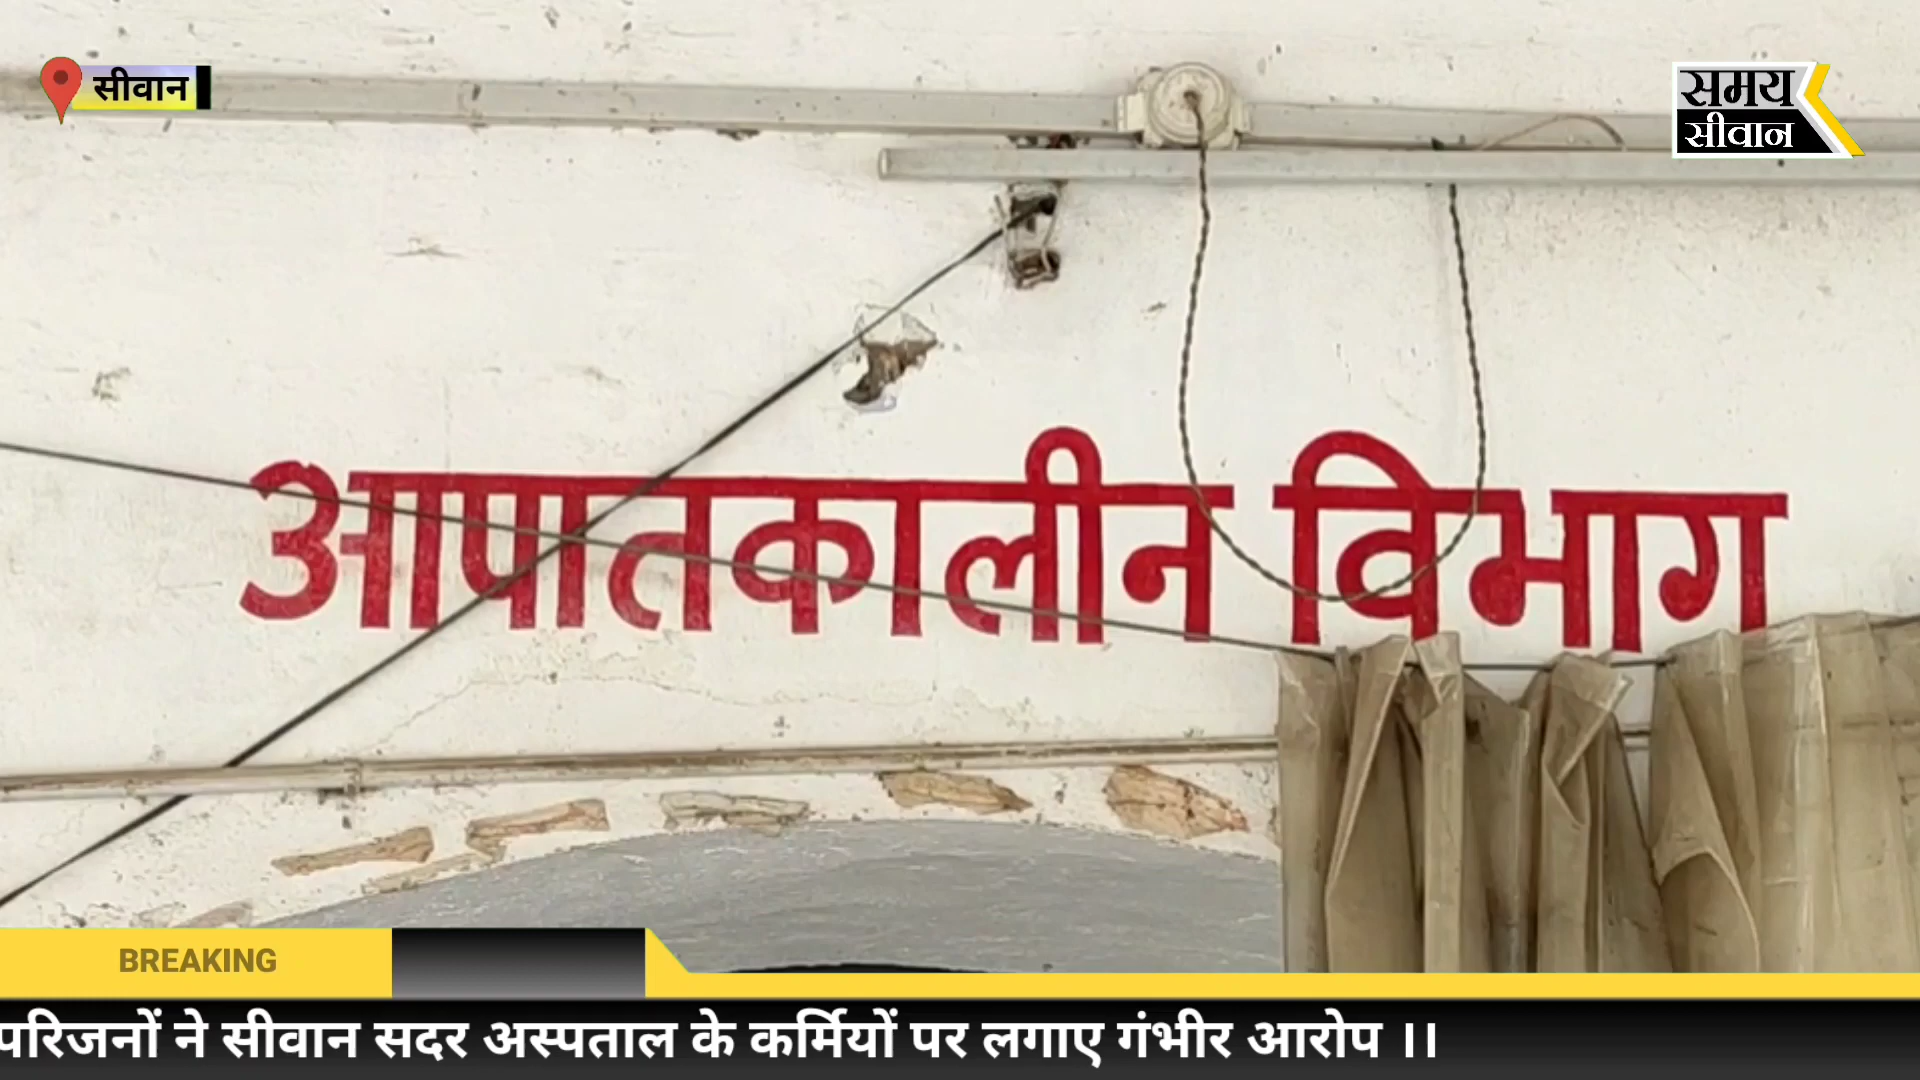 सीवान
समय
सीवान
आपातकालीन विभाग
BREAKING
परिजनों ने सीवान सदर अस्पताल के कर्मियों पर लगाए गंभीर आरोप ।।